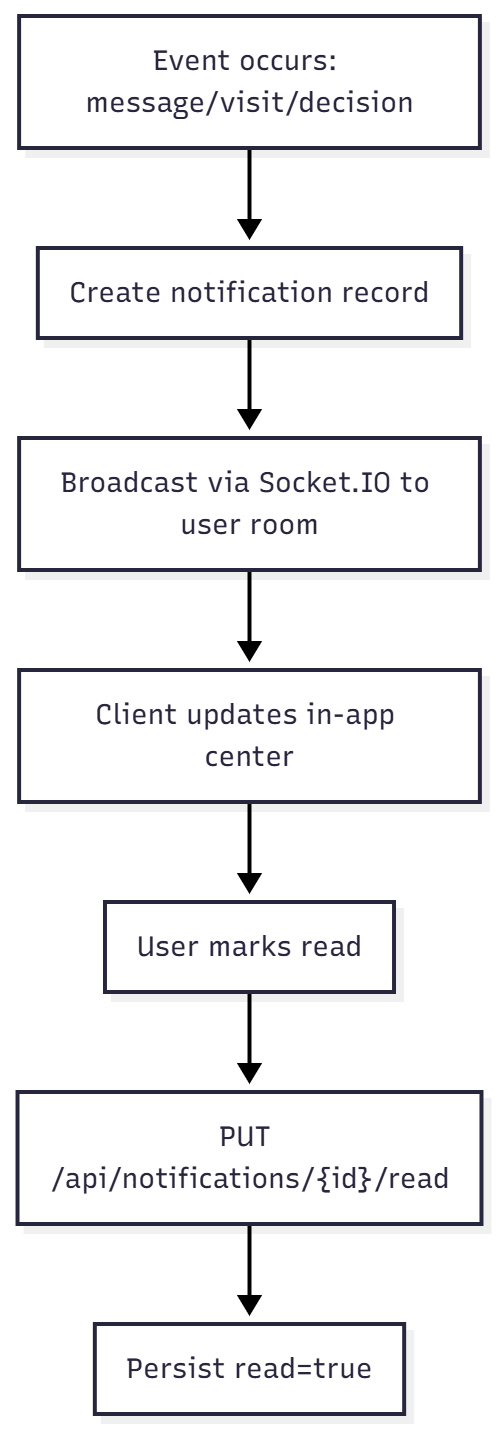 Event occurs:
message/visit/decision
Create notification record
Broadcast via Socket.IO to
user room
Client updates in-app
center
User marks read
PUT
/api/notifications/{id}/read
Persist read=true